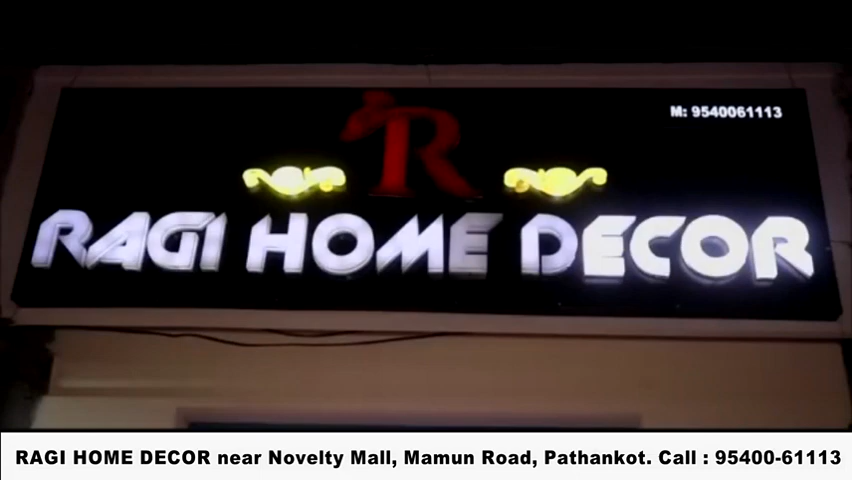 R
M: 9540061113
RAGI HOME DECOR
RAGI HOME DECOR near Novelty Mall, Mamun Road, Pathankot. Call : 95400-61113